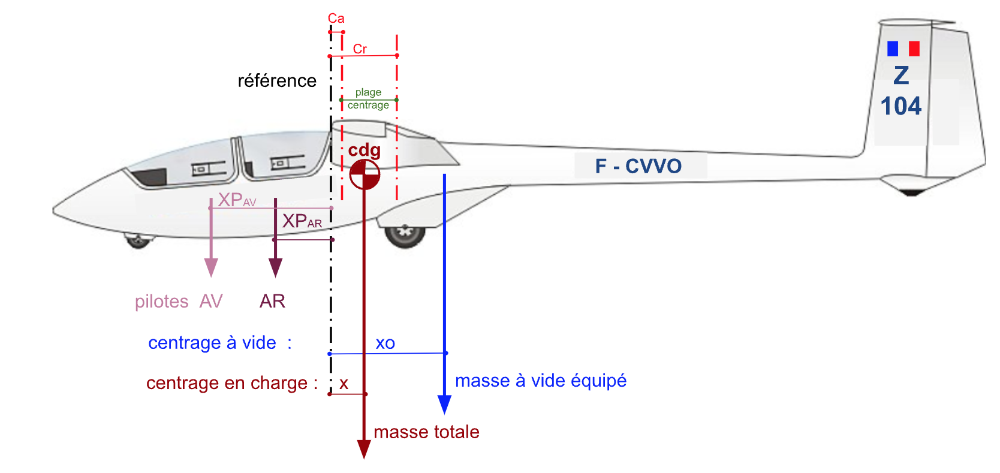 Ca
Cr
référence
plage
centrage
Z
104
cdg
F - CVVO
XPAV
XPAR
pilotes AV AR
centrage à vide : xo
centrage en charge : x
masse à vide équipé
masse totale